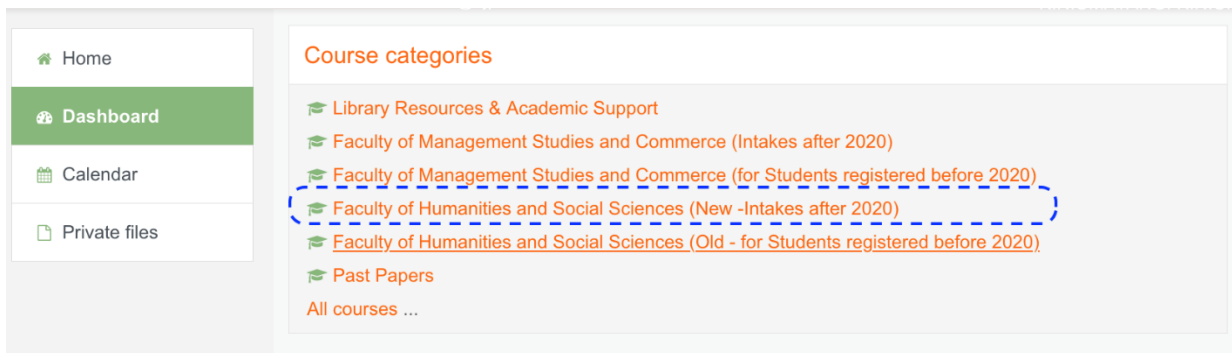 Home
Dashboard
Calendar
Private files
Course categories
Library Resources & Academic Support
Faculty of Management Studies and Commerce (Intakes after 2020)
Faculty of Management Studies and Commerce (for Students registered before 2020)
Faculty of Humanities and Social Sciences (New -Intakes after 2020)
Faculty of Humanities and Social Sciences (Old - for Students registered before 2020)
Past Papers
All courses ...